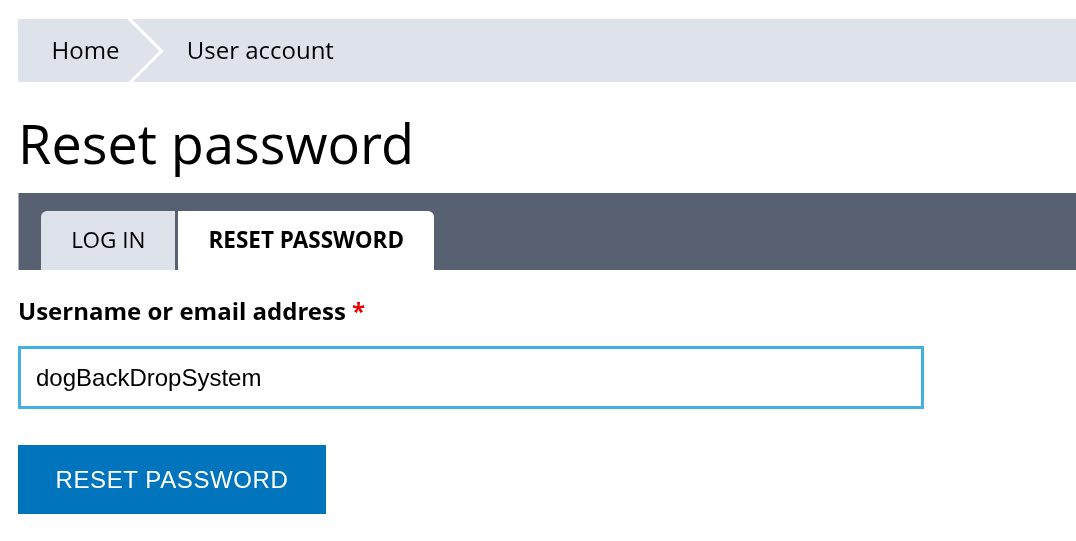 Home User account
Reset password
LOG IN RESET PASSWORD
Username or email address *
dogBackDropSystem
RESET PASSWORD